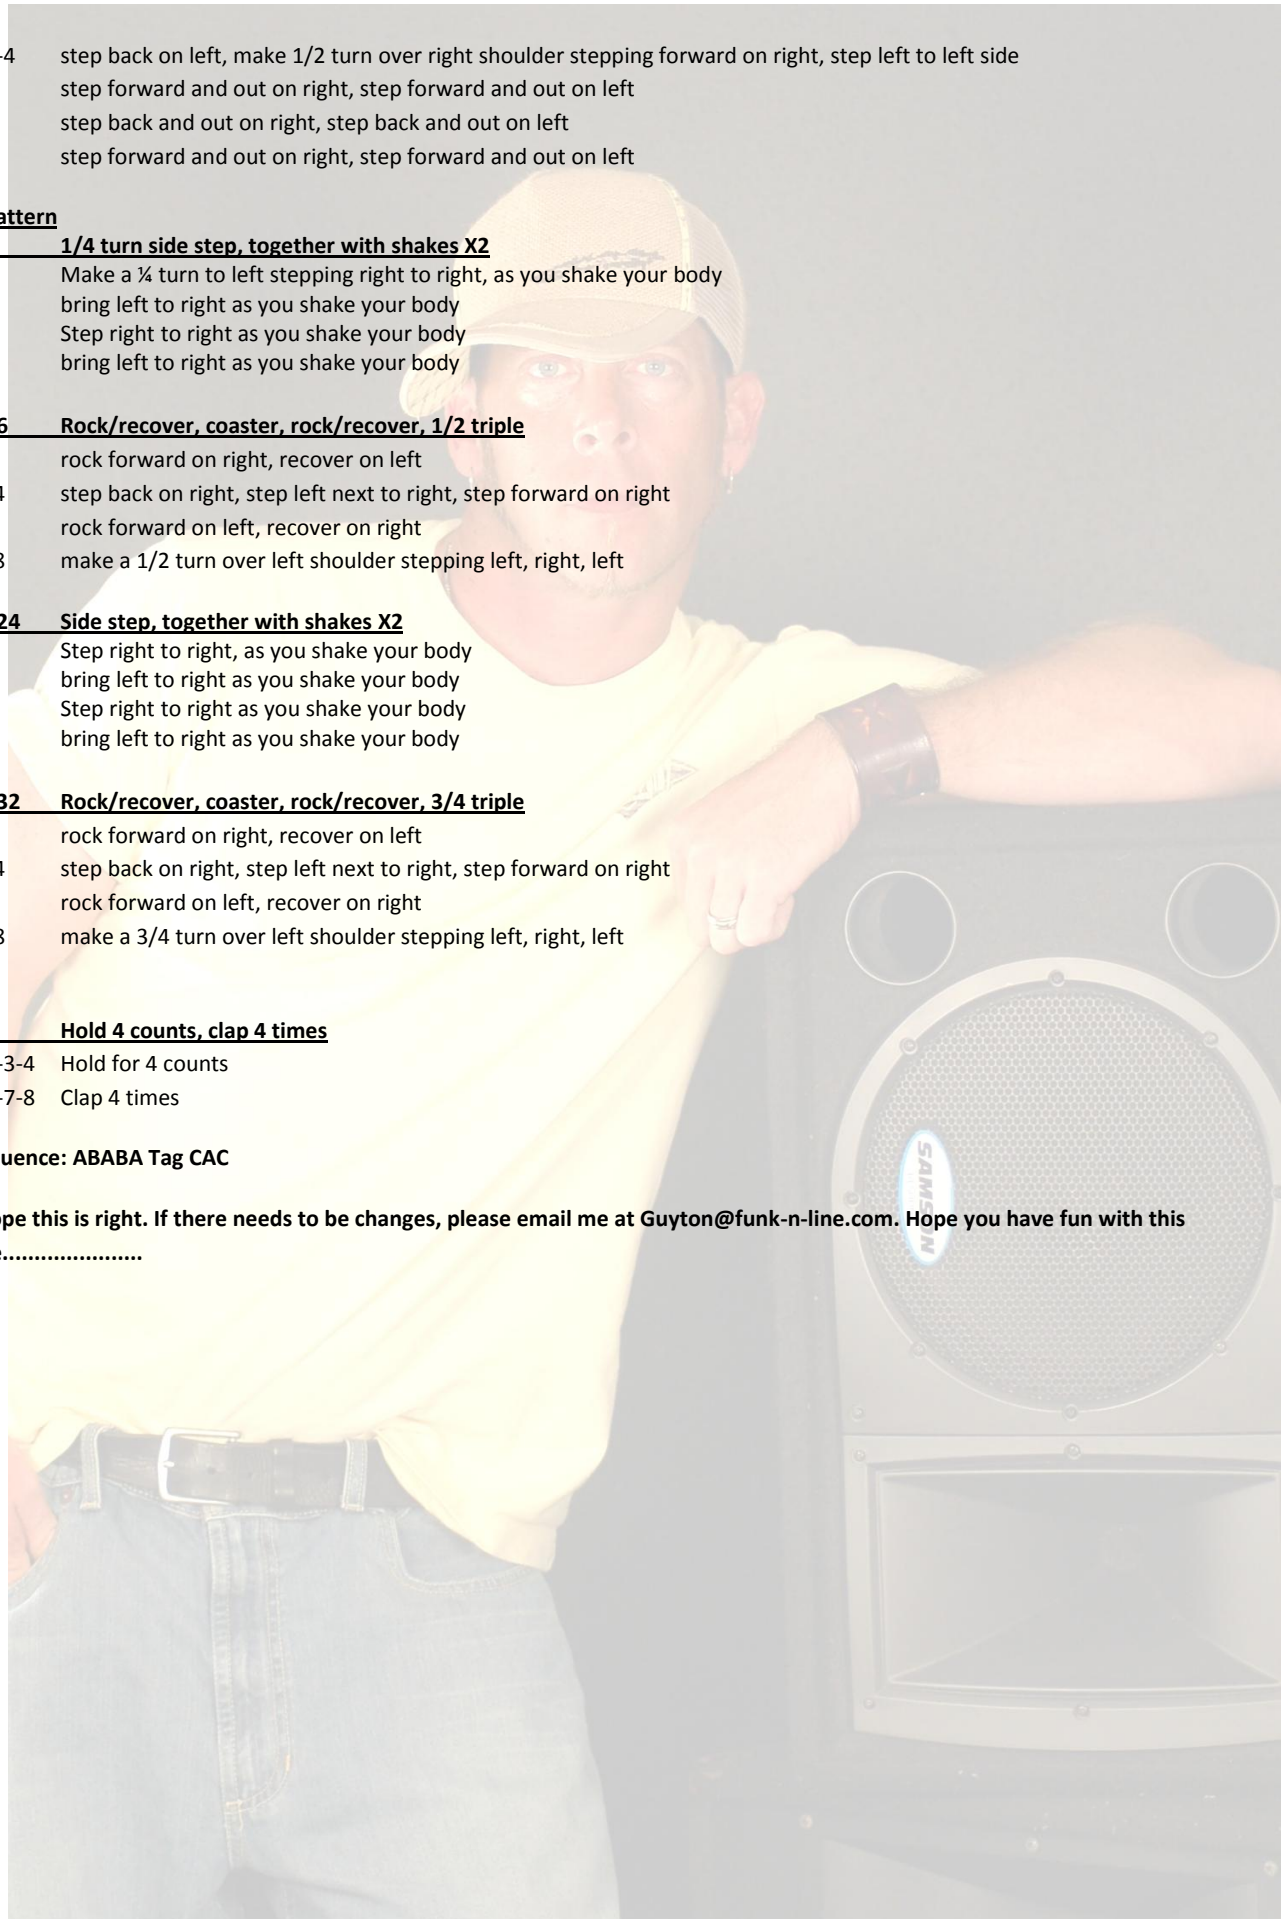 -4 step back on left, make 1/2 turn over right shoulder stepping forward on right, step left to left side
step forward and out on right, step forward and out on left
step back and out on right, step back and out on left
step forward and out on right, step forward and out on left
attern
1/4 turn side step, together with shakes X2
Make a ¼ turn to left stepping right to right, as you shake your body
bring left to right as you shake your body
Step right to right as you shake your body
bring left to right as you shake your body
6 Rock/recover, coaster, rock/recover, 1/2 triple
rock forward on right, recover on left
4 step back on right, step left next to right, step forward on right
rock forward on left, recover on right
8 make a 1/2 turn over left shoulder stepping left, right, left
24 Side step, together with shakes X2
Step right to right, as you shake your body
bring left to right as you shake your body
Step right to right as you shake your body
bring left to right as you shake your body
32 Rock/recover, coaster, rock/recover, 3/4 triple
rock forward on right, recover on left
4 step back on right, step left next to right, step forward on right
rock forward on left, recover on right
8 make a 3/4 turn over left shoulder stepping left, right, left
Hold 4 counts, clap 4 times
-3-4 Hold for 4 counts
-7-8 Clap 4 times
uence: ABABA Tag CAC
ope this is right. If there needs to be changes, please email me at Guyton@funk-n-line.com. Hope you have fun with this
e......................
SAMSON